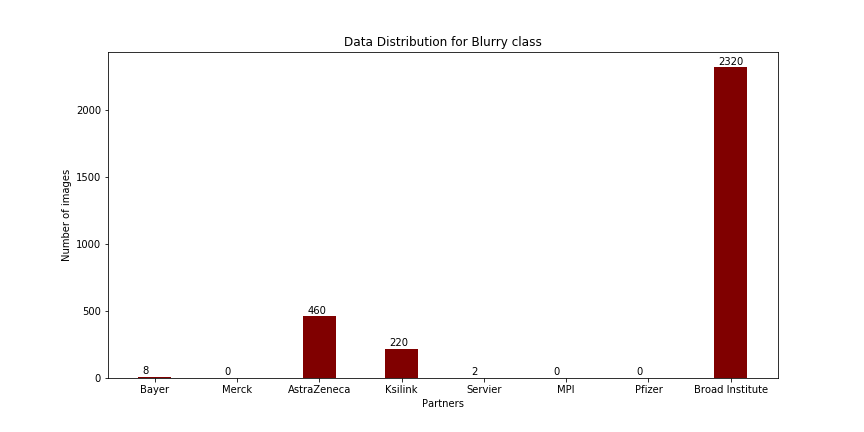 Data Distribution for Blurry class
2320
2000
1500
1000
500
0
Number of images
8
0
460
220
2
0
0
Bayer
Merck
AstraZeneca
Ksilink
Servier
MPI
Pfizer
Broad Institute
Partners